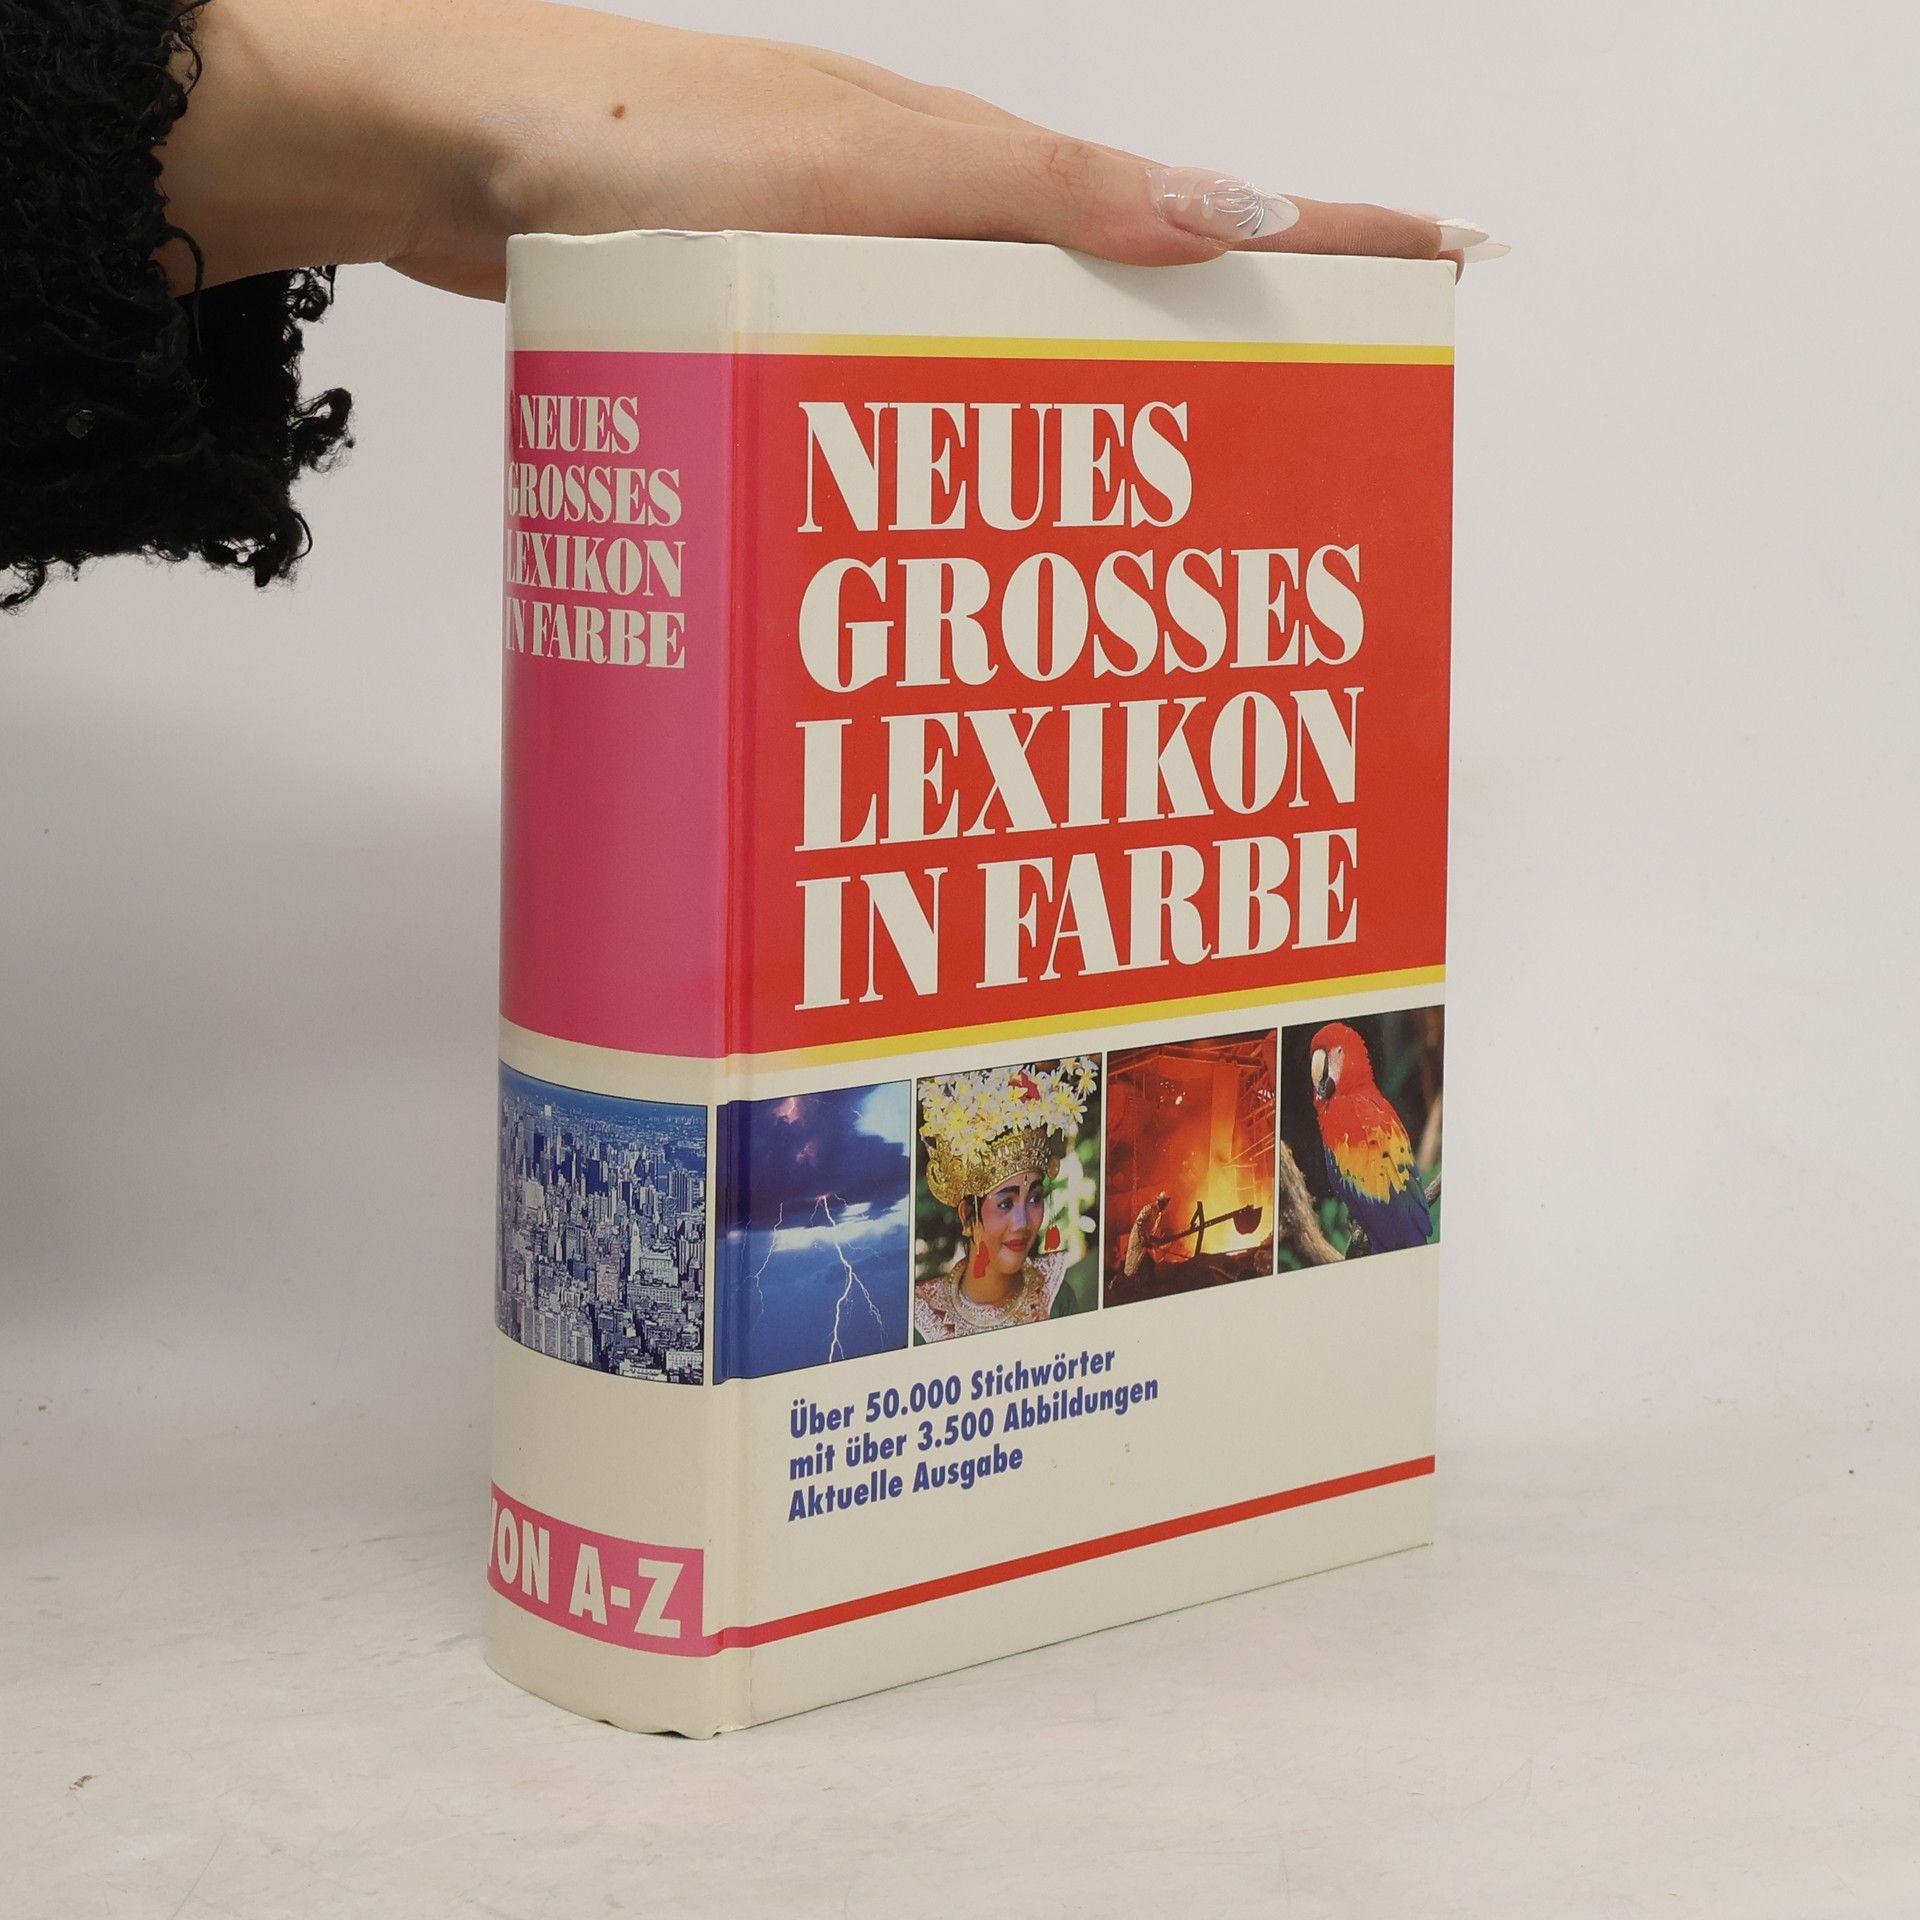 NEUES
GROSSES
LEXIKON
IN FARBE
VON A-Z
NEUES
GROSSES
LEXIKON
IN FARBE
Über 50.000 Stichwörter
mit über 3.500 Abbildungen
Aktuelle Ausgabe